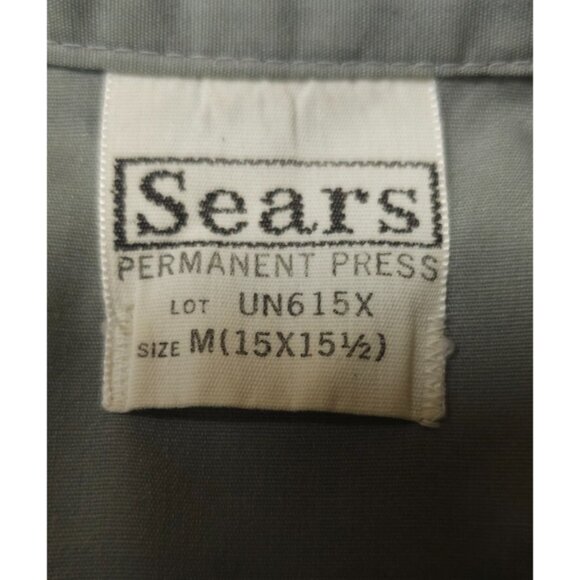 Sears
PERMANENT PRESS
LOT UN615X
SIZE M(15X15½)